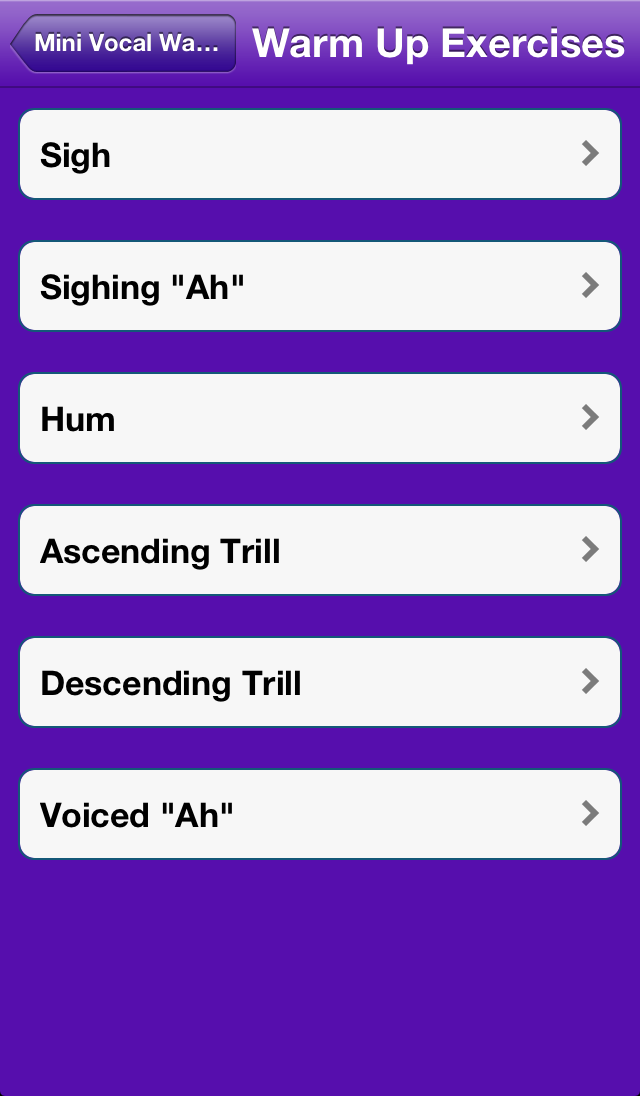 Mini Vocal Wa...
Warm Up Exercises
Sigh
Sighing "Ah"
Hum
Ascending Trill
Descending Trill
Voiced "Ah"